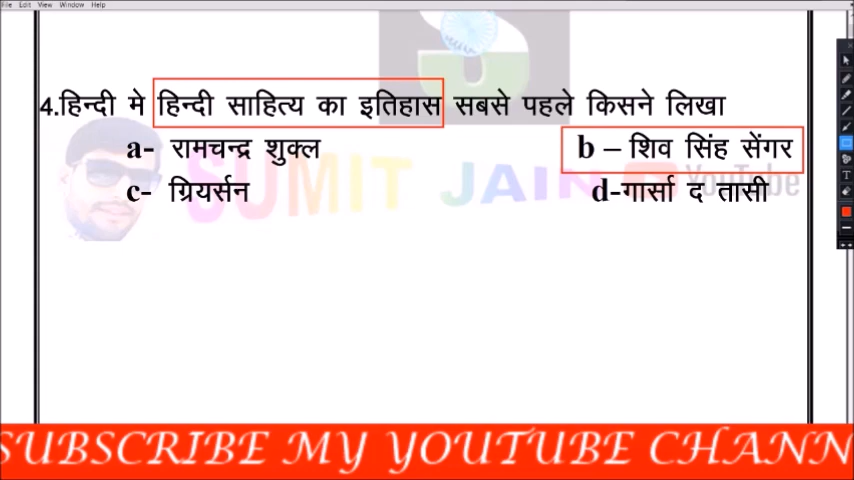 File Edit View Window Help
4.हिन्दी मे हिन्दी साहित्य का इतिहास सबसे पहले किसने लिखा
a- रामचन्द्र शुक्ल b – शिव सिंह सेंगर
SUMIT JAIN YouTube
c- ग्रियर्सन d-गार्सा द तासी
SUBSCRIBE MY YOUTUBE CHANN